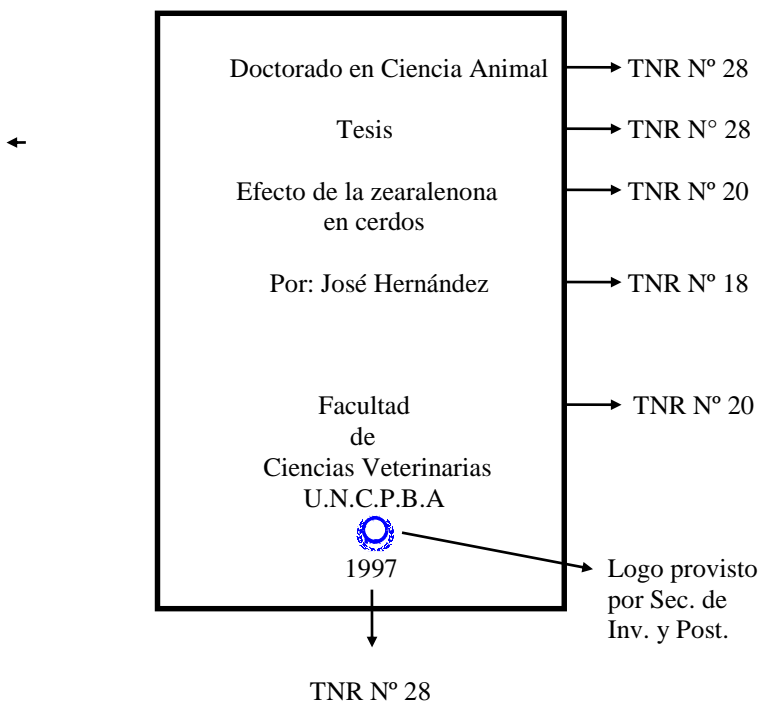 Doctorado en Ciencia Animal
TNR Nº 28
Tesis
TNR N° 28
Efecto de la zearalenona
en cerdos
TNR Nº 20
Por: José Hernández
TNR Nº 18
Facultad
de
Ciencias Veterinarias
U.N.C.P.B.A
TNR Nº 20
1997
Logo provisto
por Sec. de
Inv. y Post.
TNR Nº 28